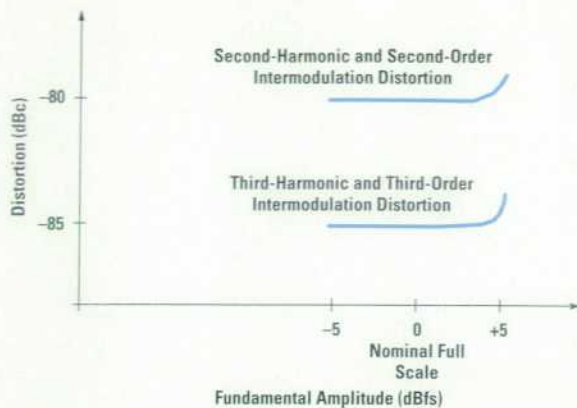 Second-Harmonic and Second-Order
Intermodulation Distortion
–80
Distortion (dBc)
Third-Harmonic and Third-Order
Intermodulation Distortion
–85
–5
0
+5
Nominal Full
Scale
Fundamental Amplitude (dBfs)